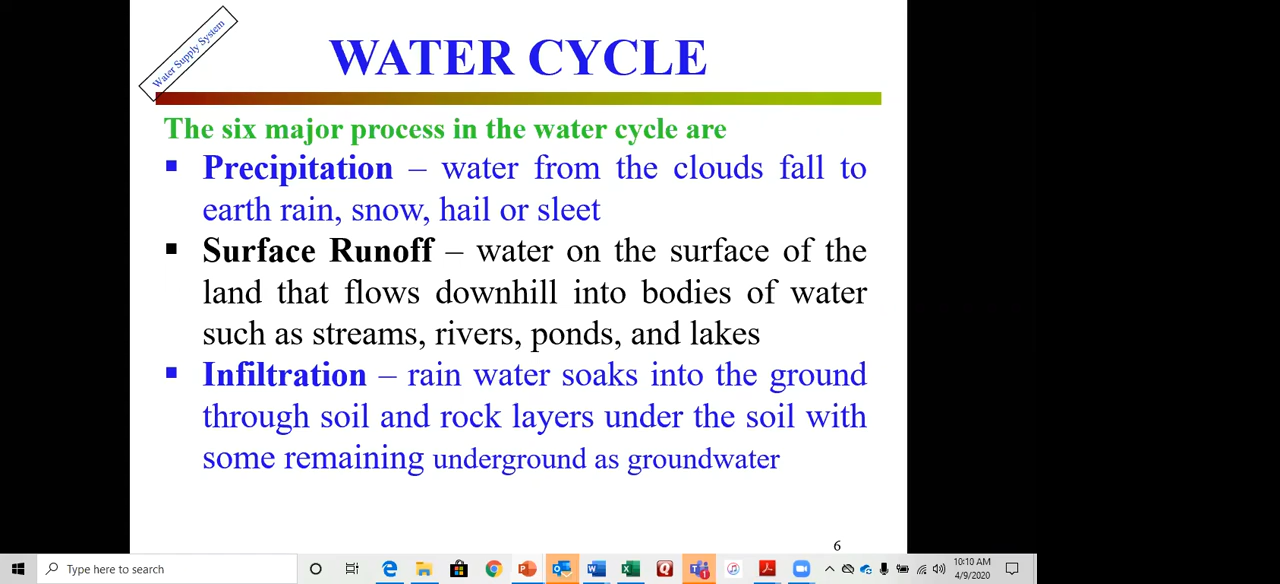 Water Supply System
WATER CYCLE
The six major process in the water cycle are
▪ Precipitation – water from the clouds fall to
earth rain, snow, hail or sleet
▪ Surface Runoff – water on the surface of the
land that flows downhill into bodies of water
such as streams, rivers, ponds, and lakes
▪ Infiltration – rain water soaks into the ground
through soil and rock layers under the soil with
some remaining underground as groundwater
6
Type here to search
10:10 AM
4/9/2020